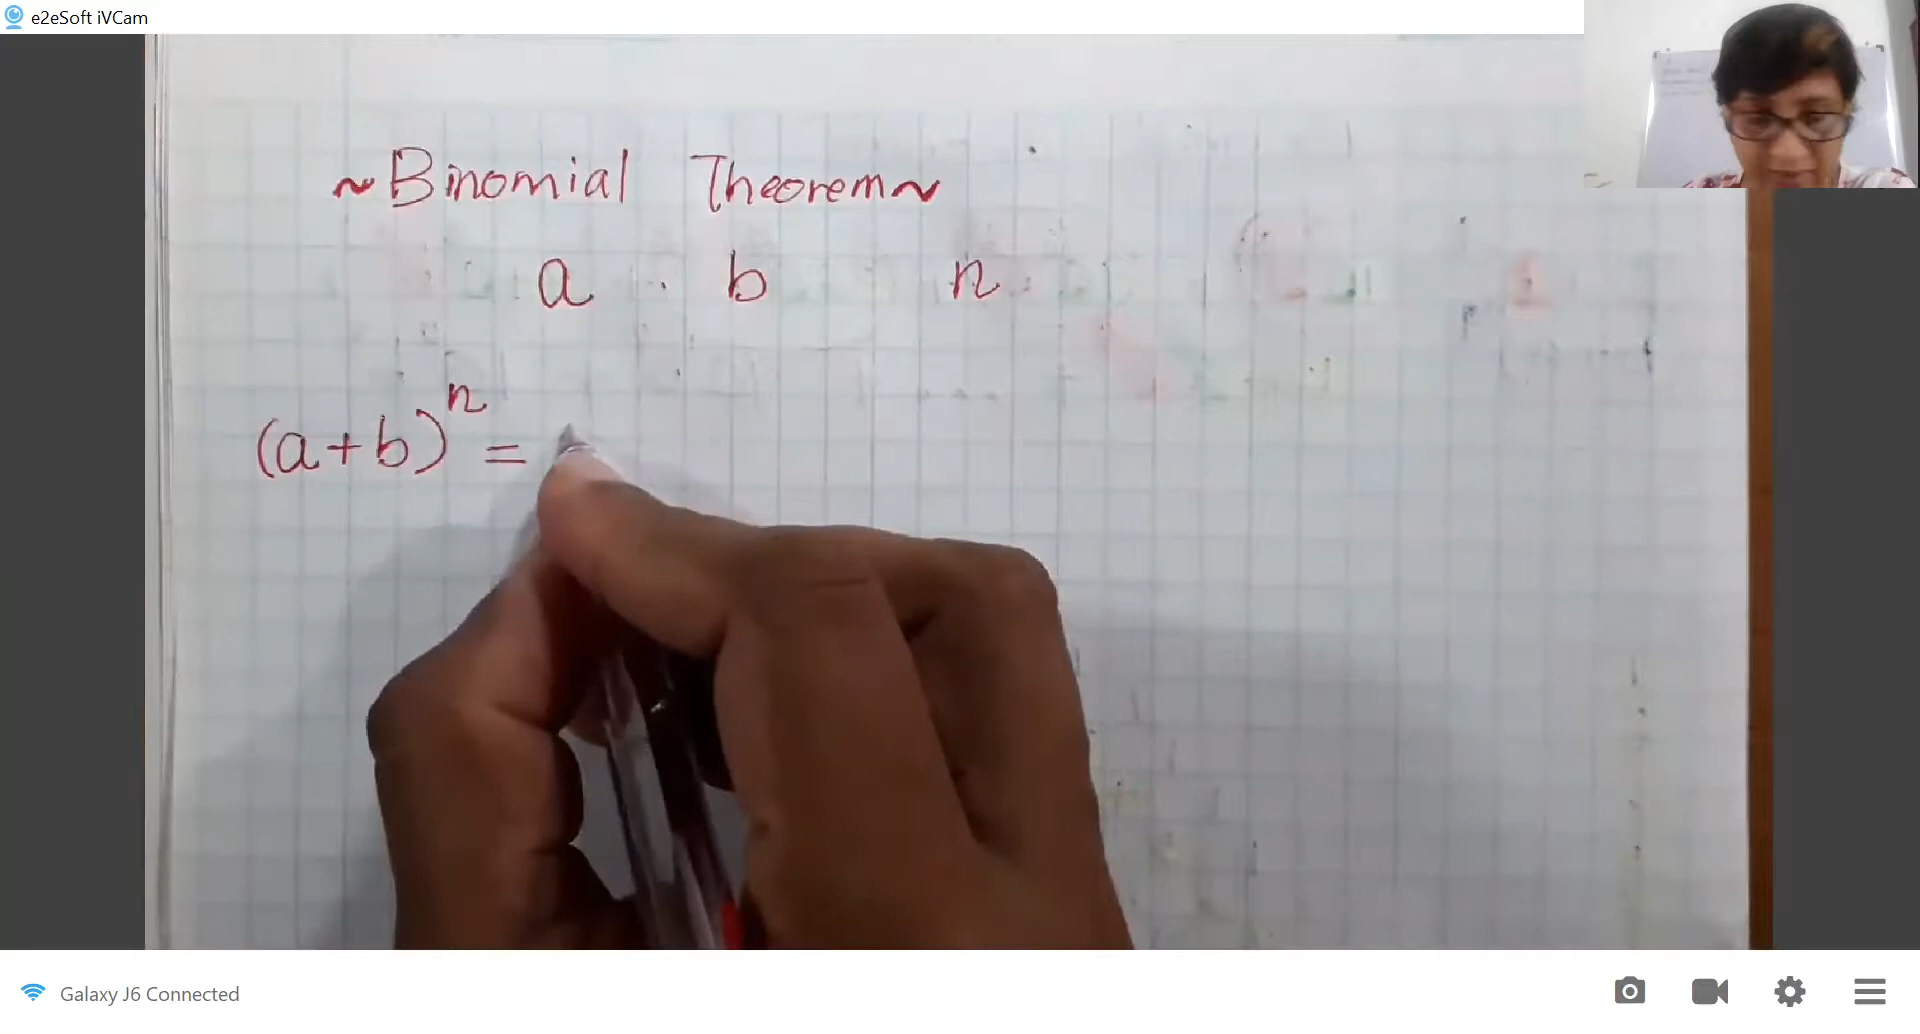 e2eSoft iVCam
~Binomial Theorem~
a b n
(a+b)^n =
Galaxy J6 Connected